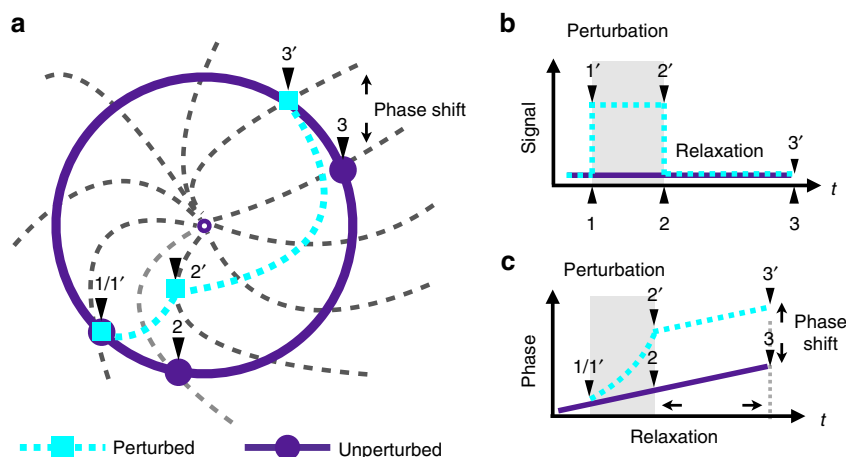 a
3′
Phase shift
3
1/1′
2′
2
Perturbed
Unperturbed
b
Perturbation
1′
2′
Signal
Relaxation
3′
t
1
2
3
c
Perturbation
3′
2′
Phase
shift
3
Phase
1/1′
2
t
Relaxation